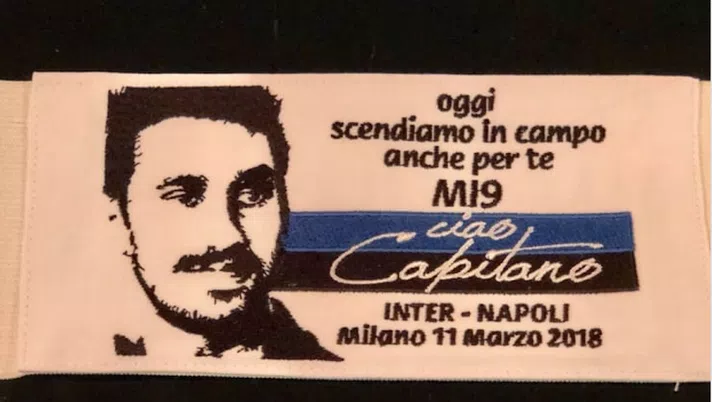 oggi
scendiamo in campo
anche per te
MI9
ciao
Capitano
INTER - NAPOLI
Milano 11 Marzo 2018